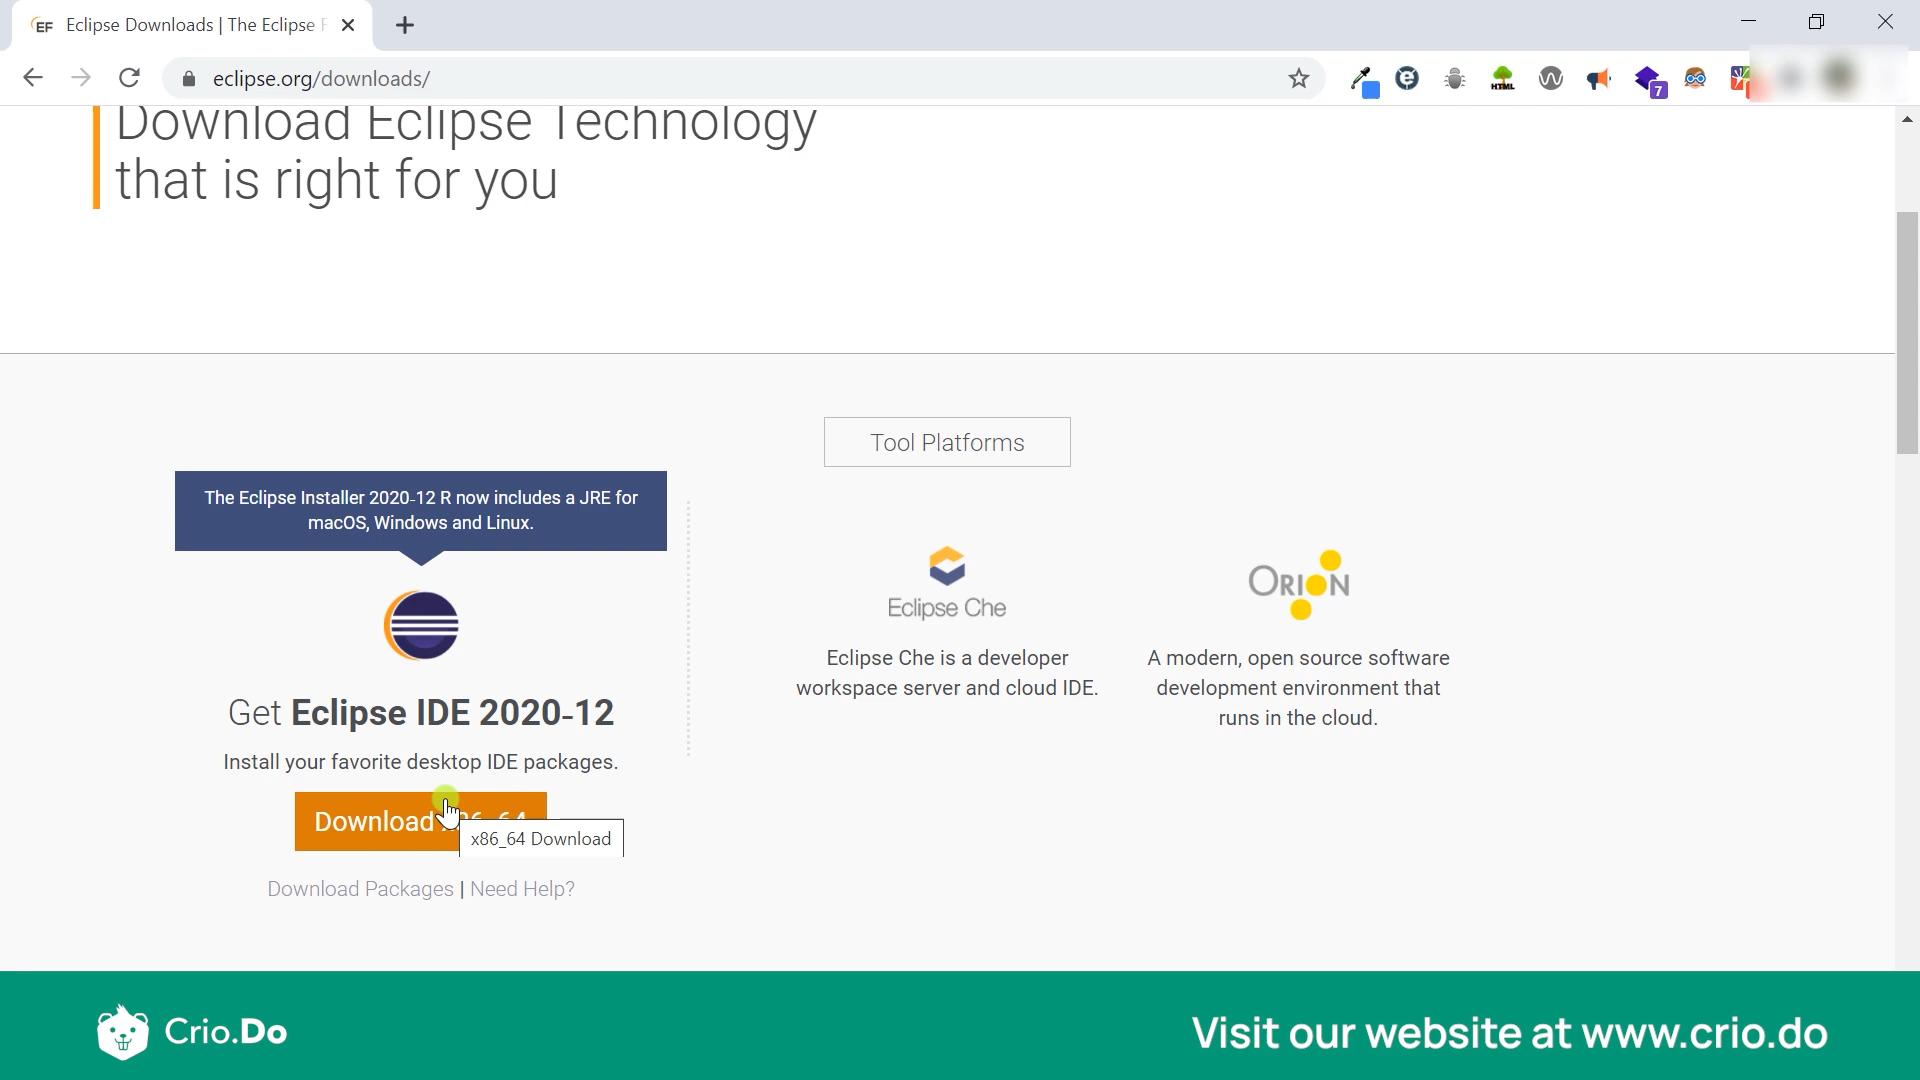 EF Eclipse Downloads | The Eclipse F
eclipse.org/downloads/
HTML
7
Download Eclipse Technology
that is right for you
Tool Platforms
The Eclipse Installer 2020-12 R now includes a JRE for
macOS, Windows and Linux.
Eclipse Che
ORION
Eclipse Che is a developer
workspace server and cloud IDE.
A modern, open source software
development environment that
runs in the cloud.
Get Eclipse IDE 2020-12
Install your favorite desktop IDE packages.
Download x86_64
x86_64 Download
Download Packages | Need Help?
Crio.Do
Visit our website at www.crio.do